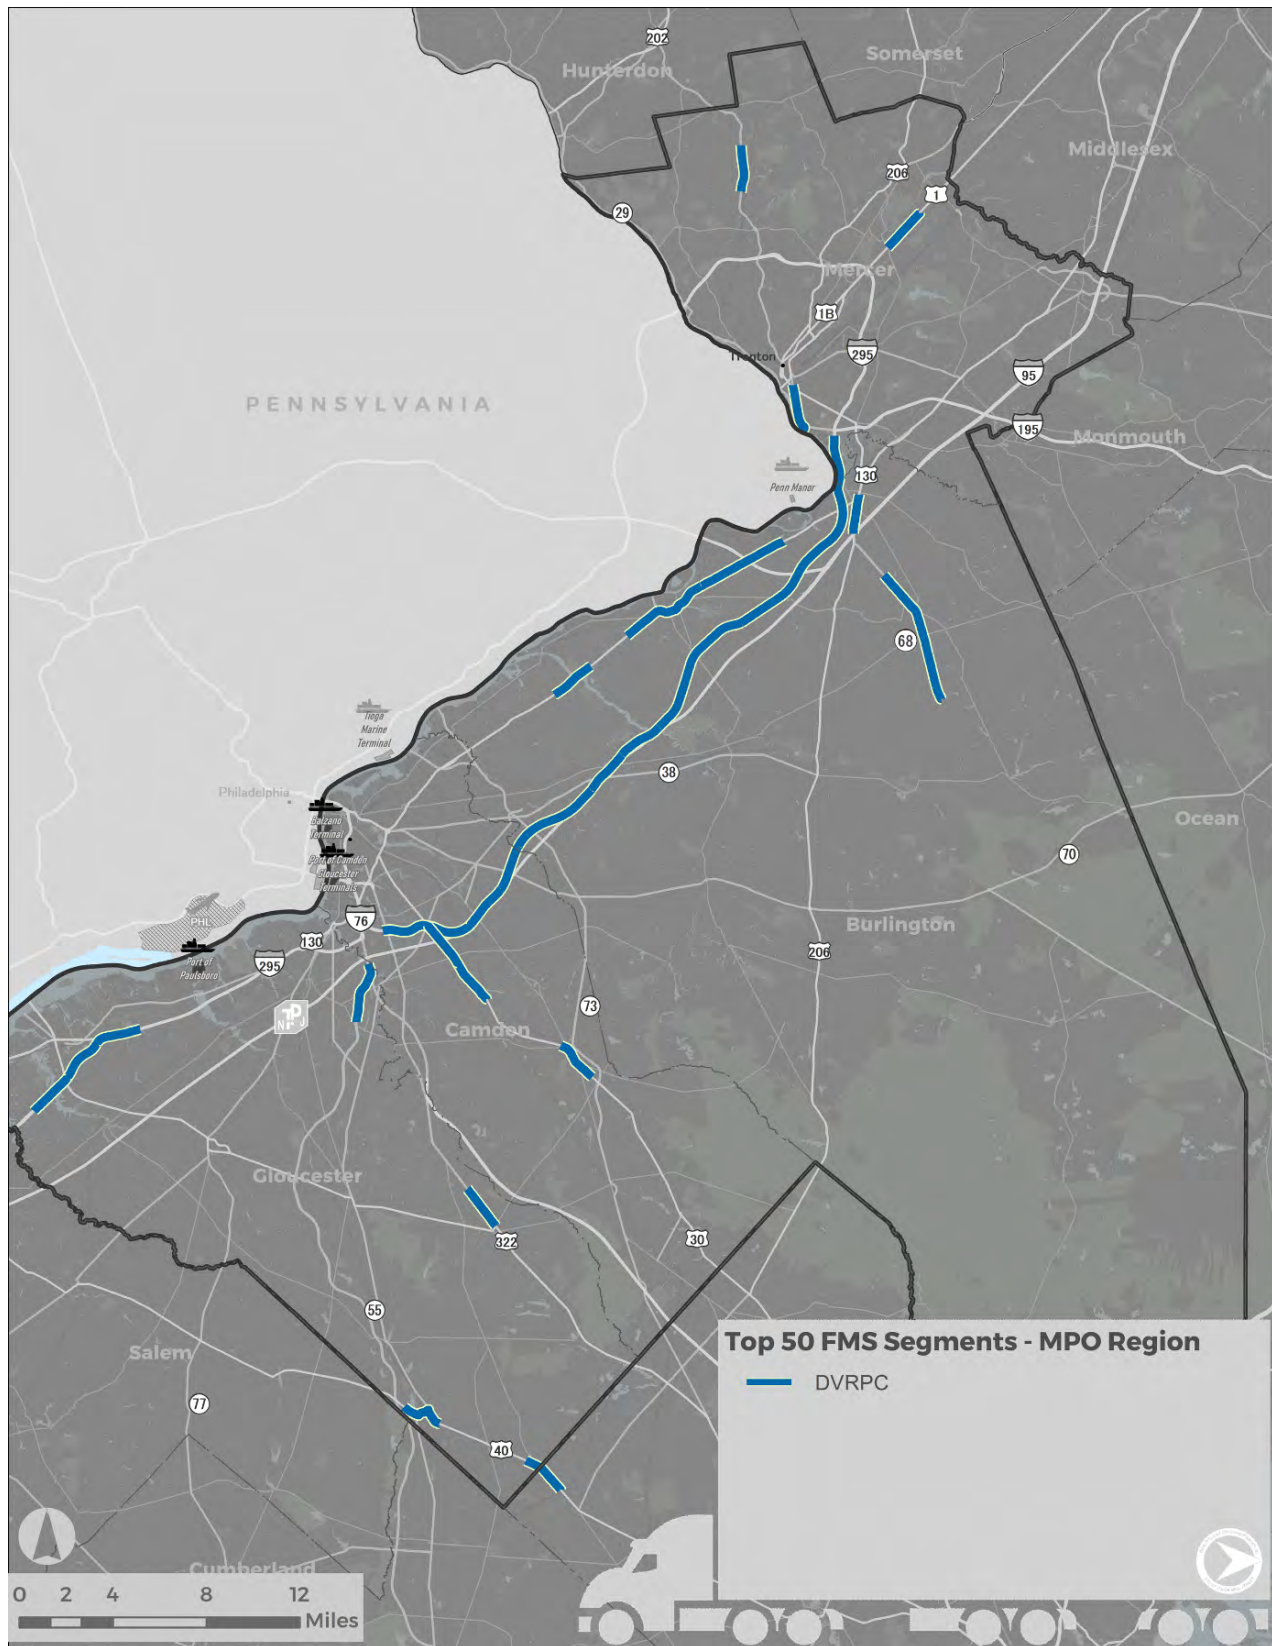 202
Somerset
Hunterdon
Middlesex
206
1
29
Mercer
1B
Trenton
295
95
PENNSYLVANIA
195
Monmouth
130
Penn Manor
68
Tioga
Marine
Terminal
38
Philadelphia
Balzano
Terminal
Ocean
70
Port of Camden
Gloucester
Terminals
PHL
76
Burlington
130
206
Port of
Paulsboro
295
73
TP
N J
Camden
Gloucester
322
30
55
Top 50 FMS Segments - MPO Region
Salem
DVRPC
77
40
Cumberland
0 2 4 8 12
Miles